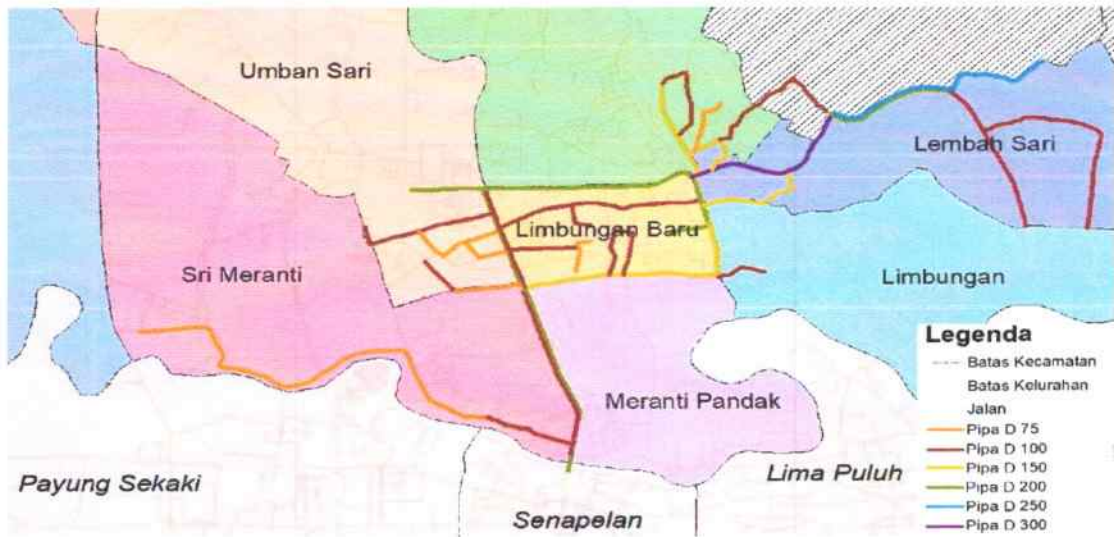 Umban Sari
Lembah Sari
Limbungan Baru
Sri Meranti
Limbungan
Meranti Pandak
Payung Sekaki
Lima Puluh
Senapelan
Legenda
Batas Kecamatan
Batas Kelurahan
Jalan
Pipa D 75
Pipa D 100
Pipa D 150
Pipa D 200
Pipa D 250
Pipa D 300